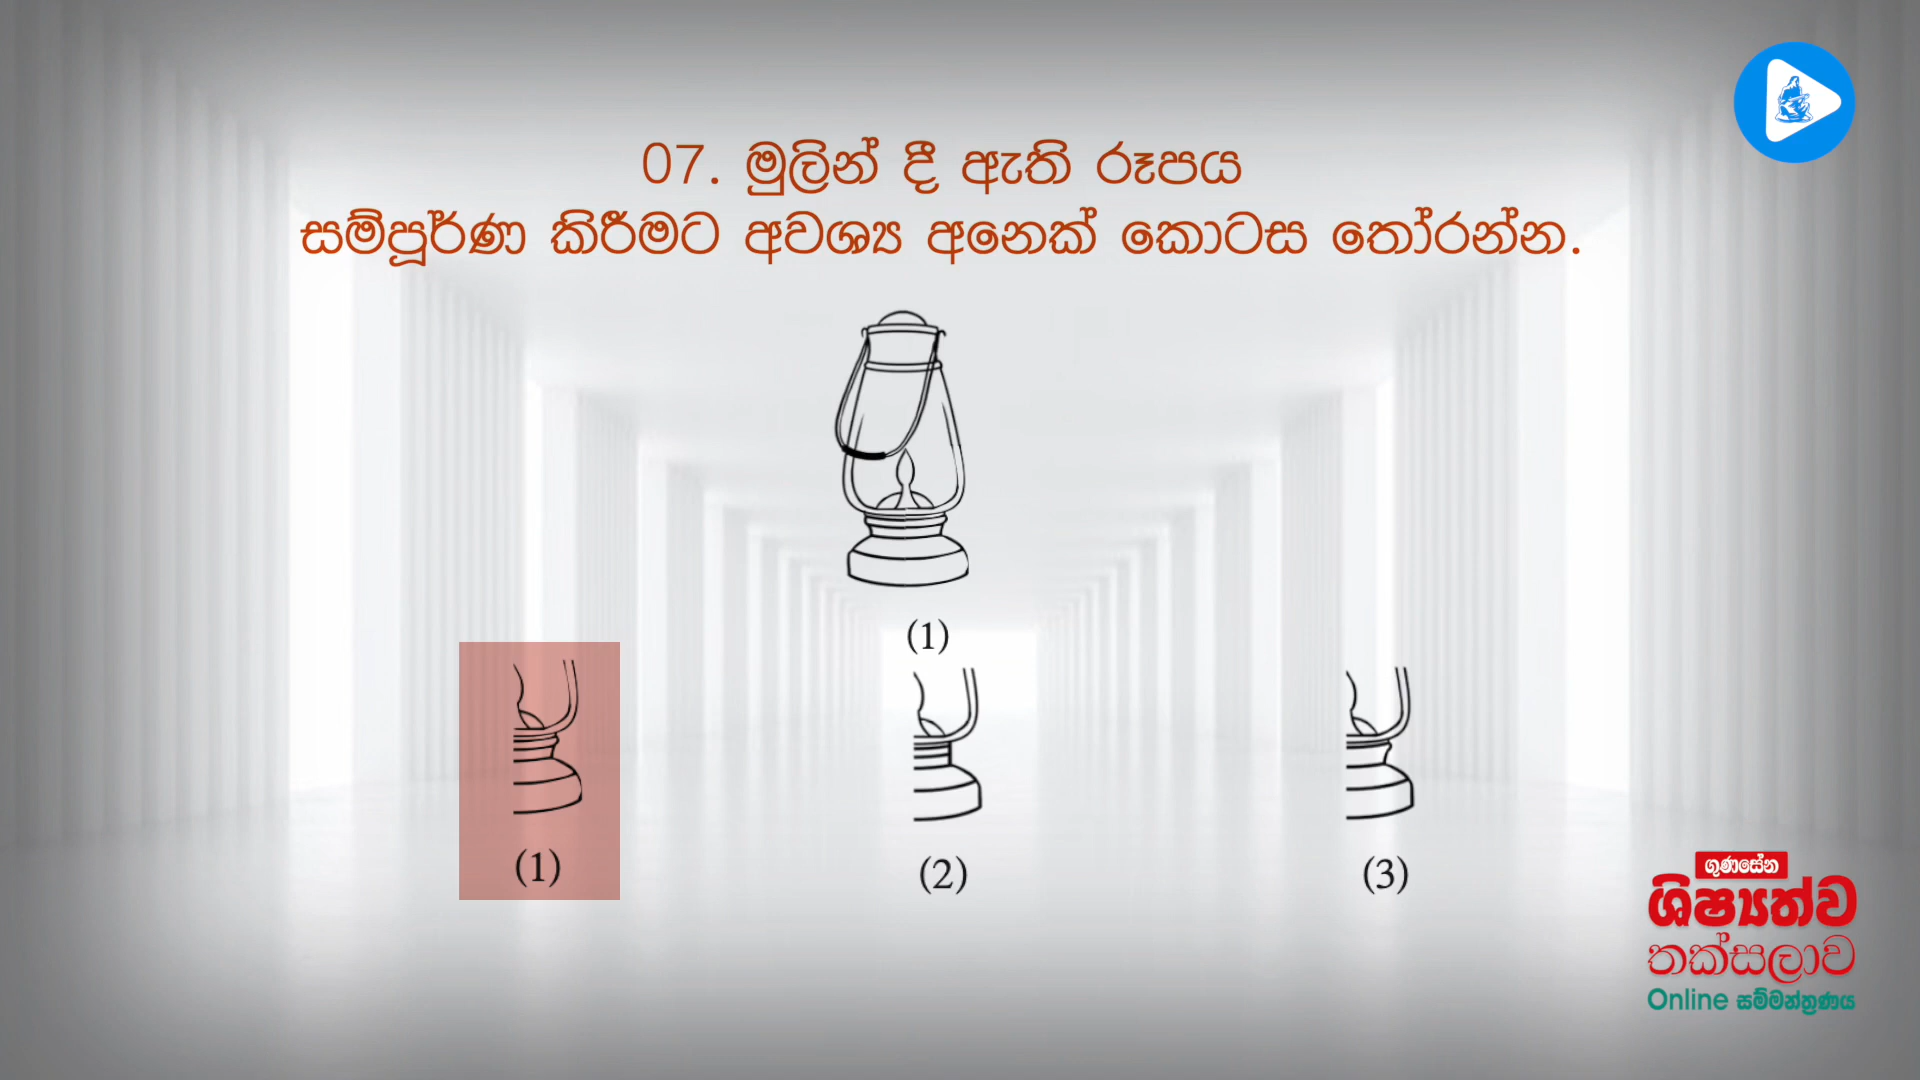 07. මුලින් දී ඇති රූපය
සම්පූර්ණ කිරීමට අවශ්‍ය අනෙක් කොටස තෝරන්න.
(1)
(1)
(2)
(3)
ගුණසේන
ශිෂ්‍යත්ව
තක්සලාව
Online සම්මන්ත්‍රණය